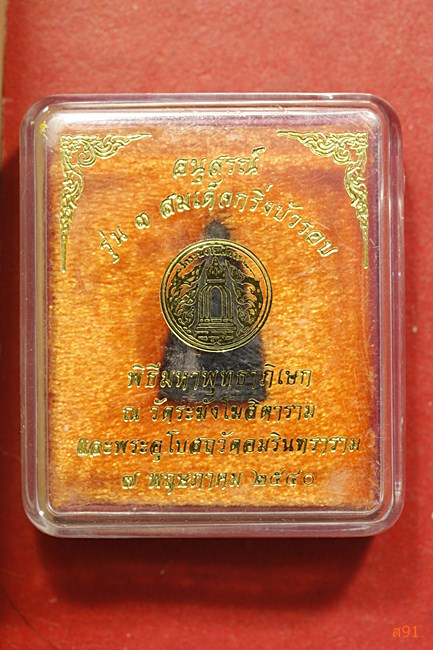 อนุสรณ์
รุ่น ๓ สมเด็จกริ่งบัวรอบ
พิธีมหาพุทธาภิเษก
ณ วัดระฆังโฆสิตาราม
และพระอุโบสถวัดอมรินทราราม
๗ พฤษภาคม ๒๕๔๐
ส91